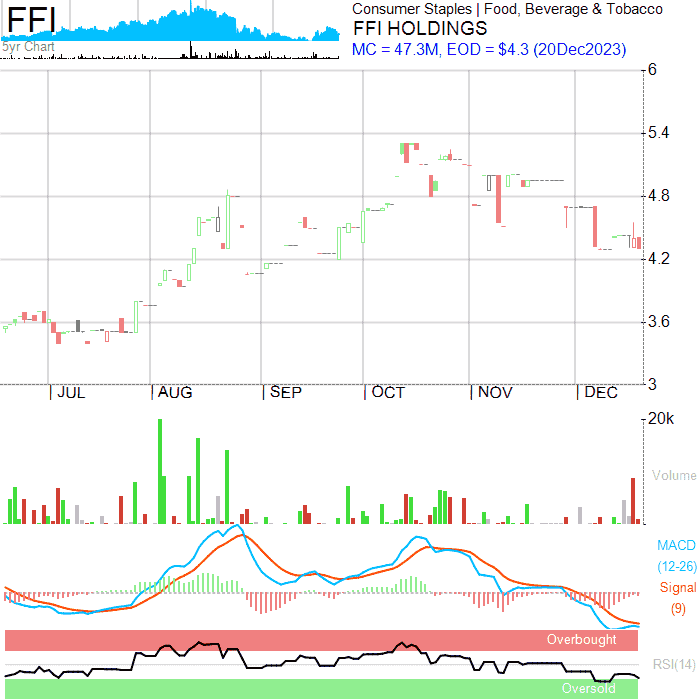 FFI
5yr Chart
Consumer Staples | Food, Beverage & Tobacco
FFI HOLDINGS
MC = 47.3M, EOD = $4.3 (20Dec2023)
6
5.4
4.8
4.2
3.6
3
JUL
AUG
SEP
OCT
NOV
DEC
20k
Volume
MACD
(12-26)
Signal
(9)
Overbought
RSI(14)
Oversold